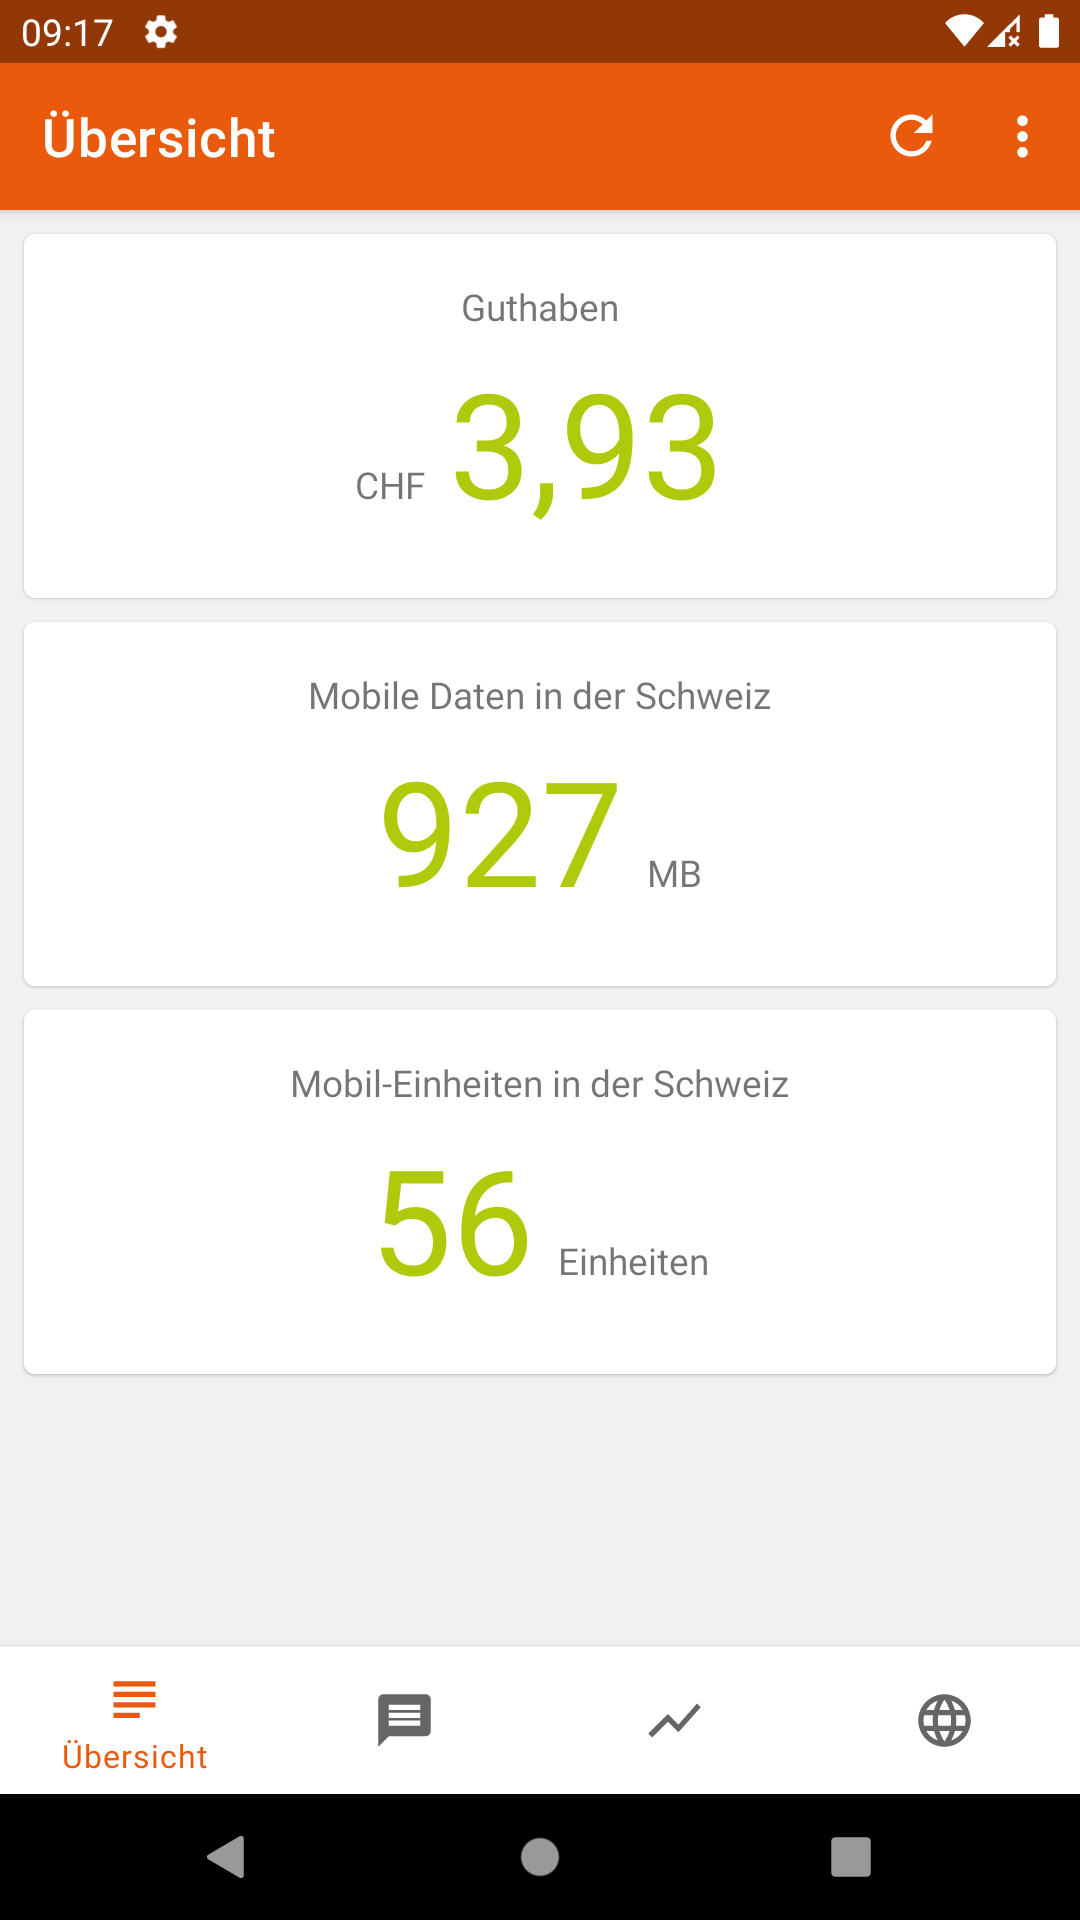 09:17
Übersicht
Guthaben
CHF 3,93
Mobile Daten in der Schweiz
927 MB
Mobil-Einheiten in der Schweiz
56 Einheiten
Übersicht